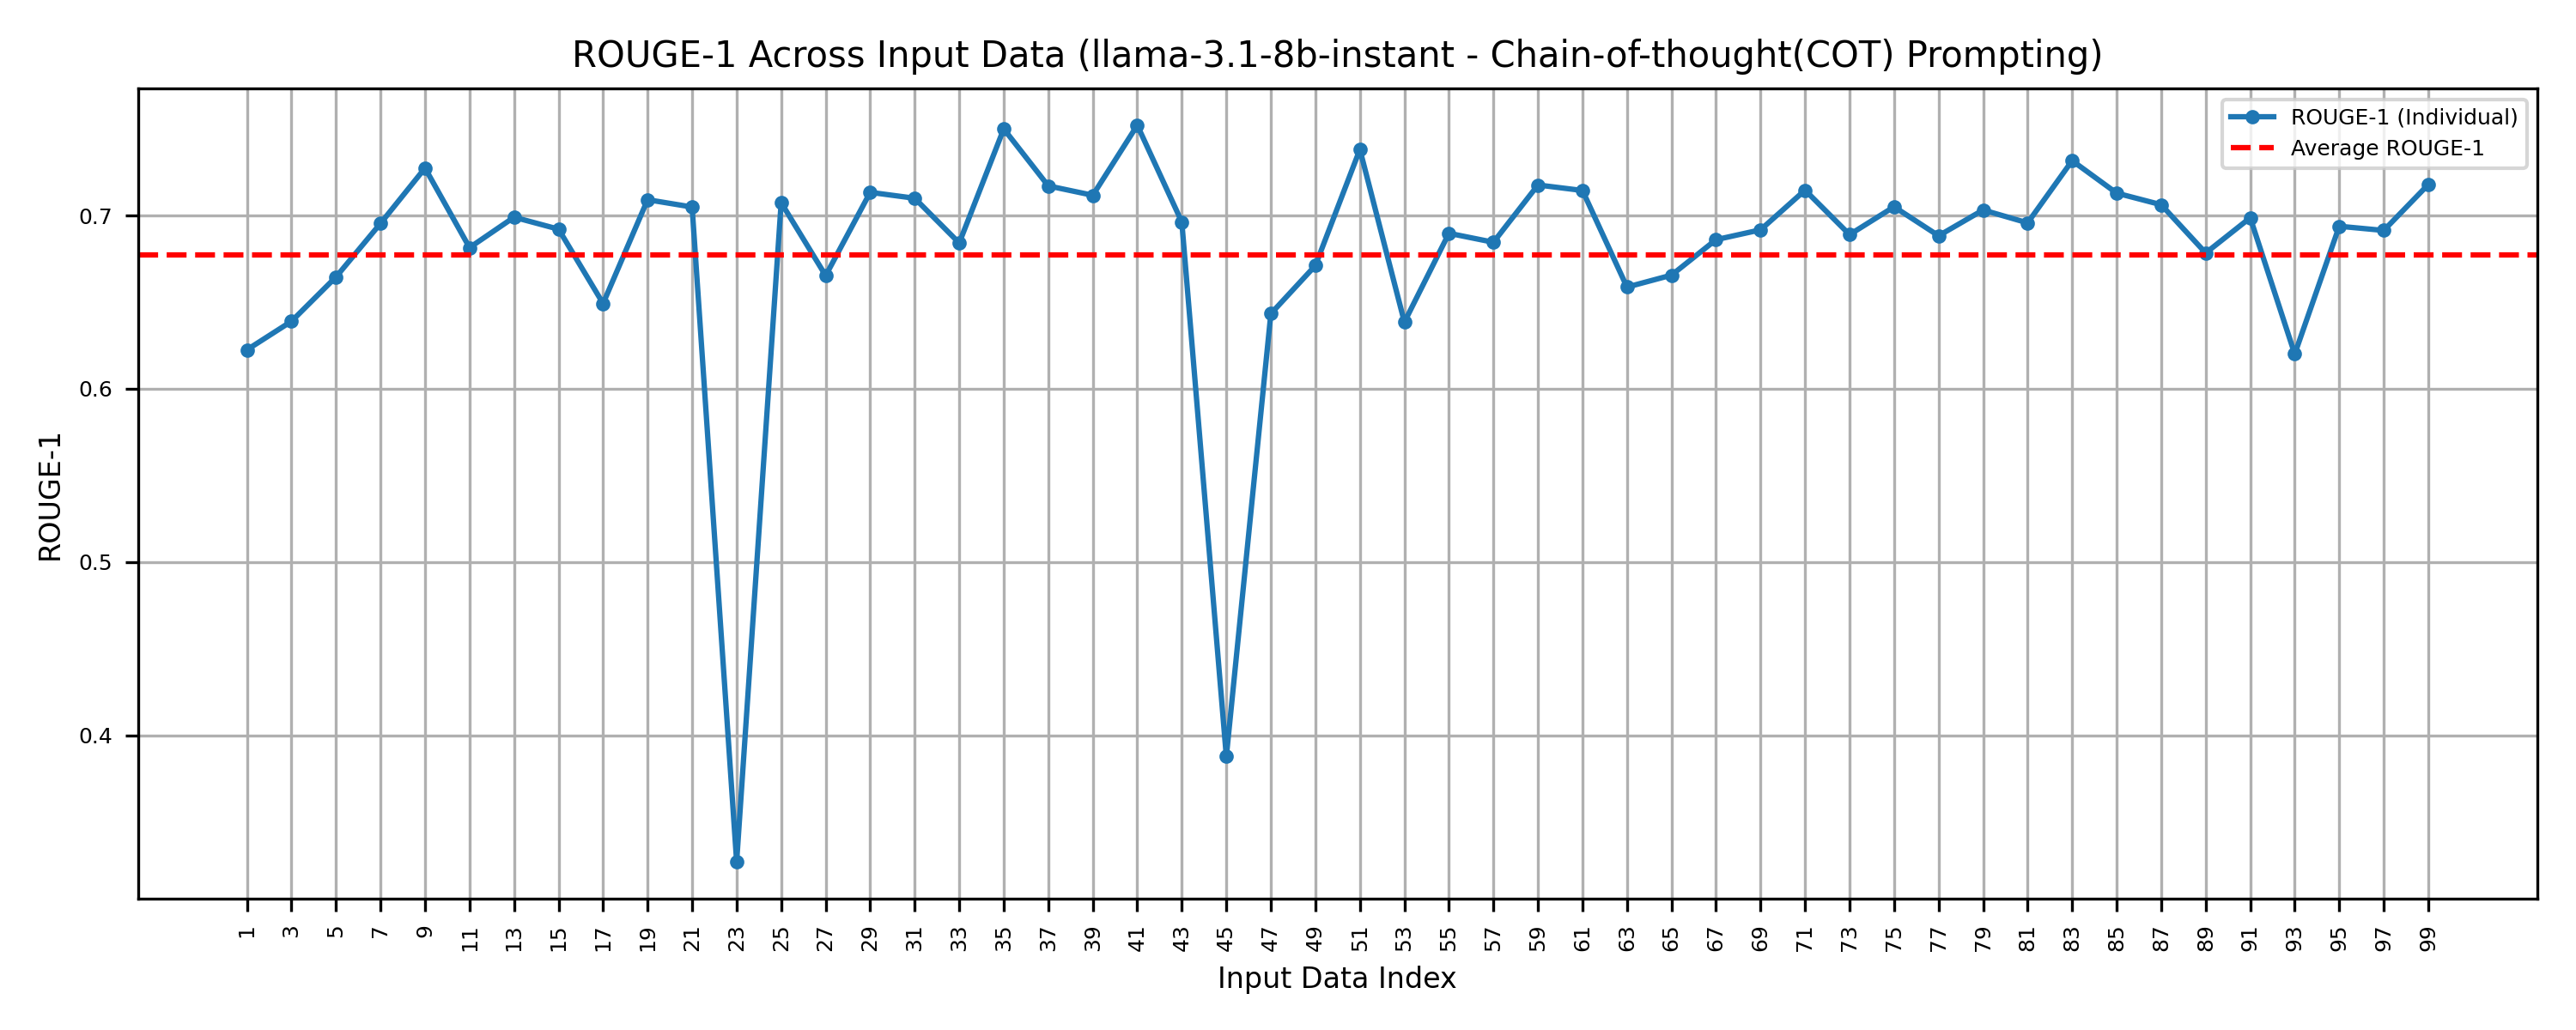 ROUGE-1 Across Input Data (llama-3.1-8b-instant - Chain-of-thought(COT) Prompting)
ROUGE-1 (Individual)
Average ROUGE-1
0.7
0.6
0.5
0.4
ROUGE-1
1 3 5 7 9 11 13 15 17 19 21 23 25 27 29 31 33 35 37 39 41 43 45 47 49 51 53 55 57 59 61 63 65 67 69 71 73 75 77 79 81 83 85 87 89 91 93 95 97 99
Input Data Index